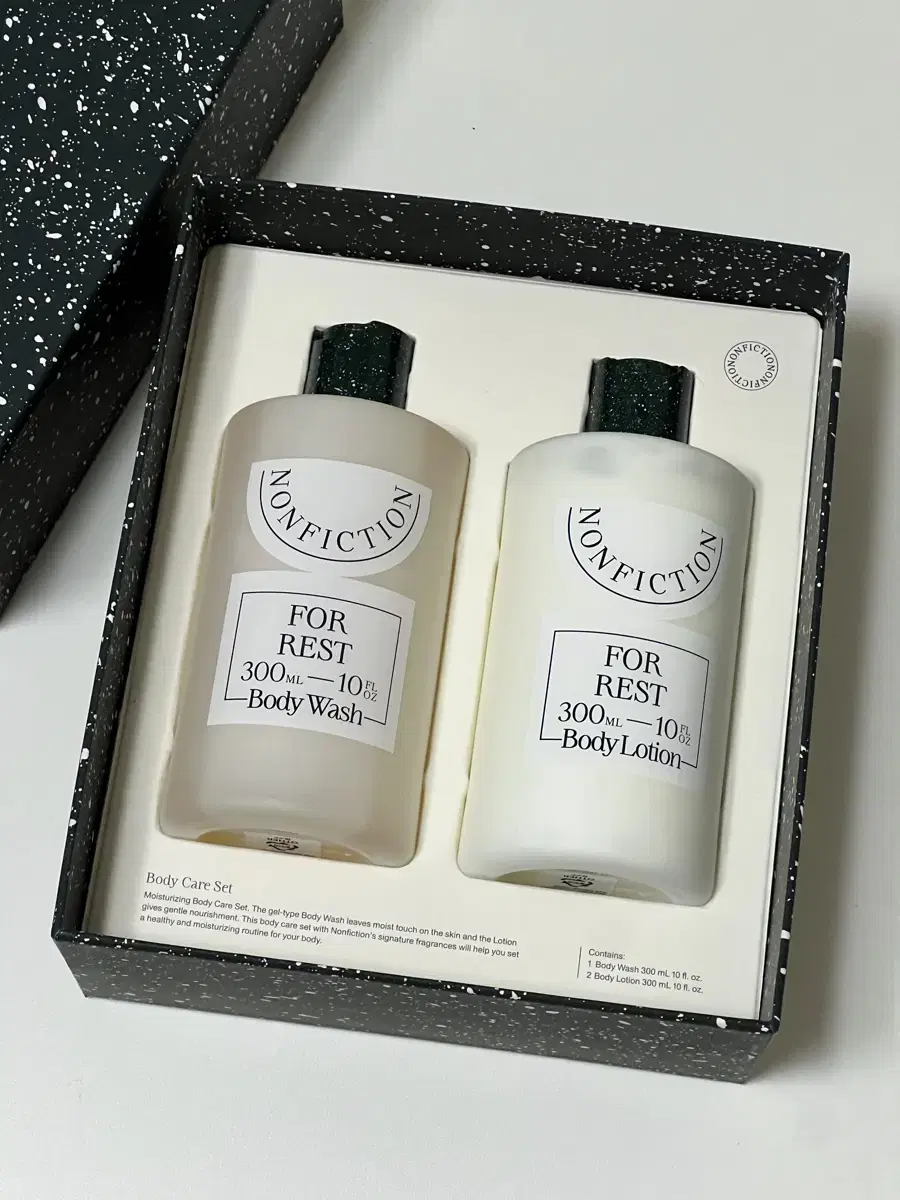 NONFICTION
NONFICTION
NONFICTION
FOR
REST
300ML — 10 FL OZ
Body Wash
NONFICTION
FOR
REST
300ML — 10 FL OZ
Body Lotion
Body Care Set
Moisturizing Body Care Set. The gel-type Body Wash leaves moist touch on the skin and the Lotion
gives gentle nourishment. This body care set with Nonfiction's signature fragrances will help you set
a healthy and moisturizing routine for your body.
Contains:
1 Body Wash 300 mL 10 fl. oz.
2 Body Lotion 300 mL 10 fl. oz.